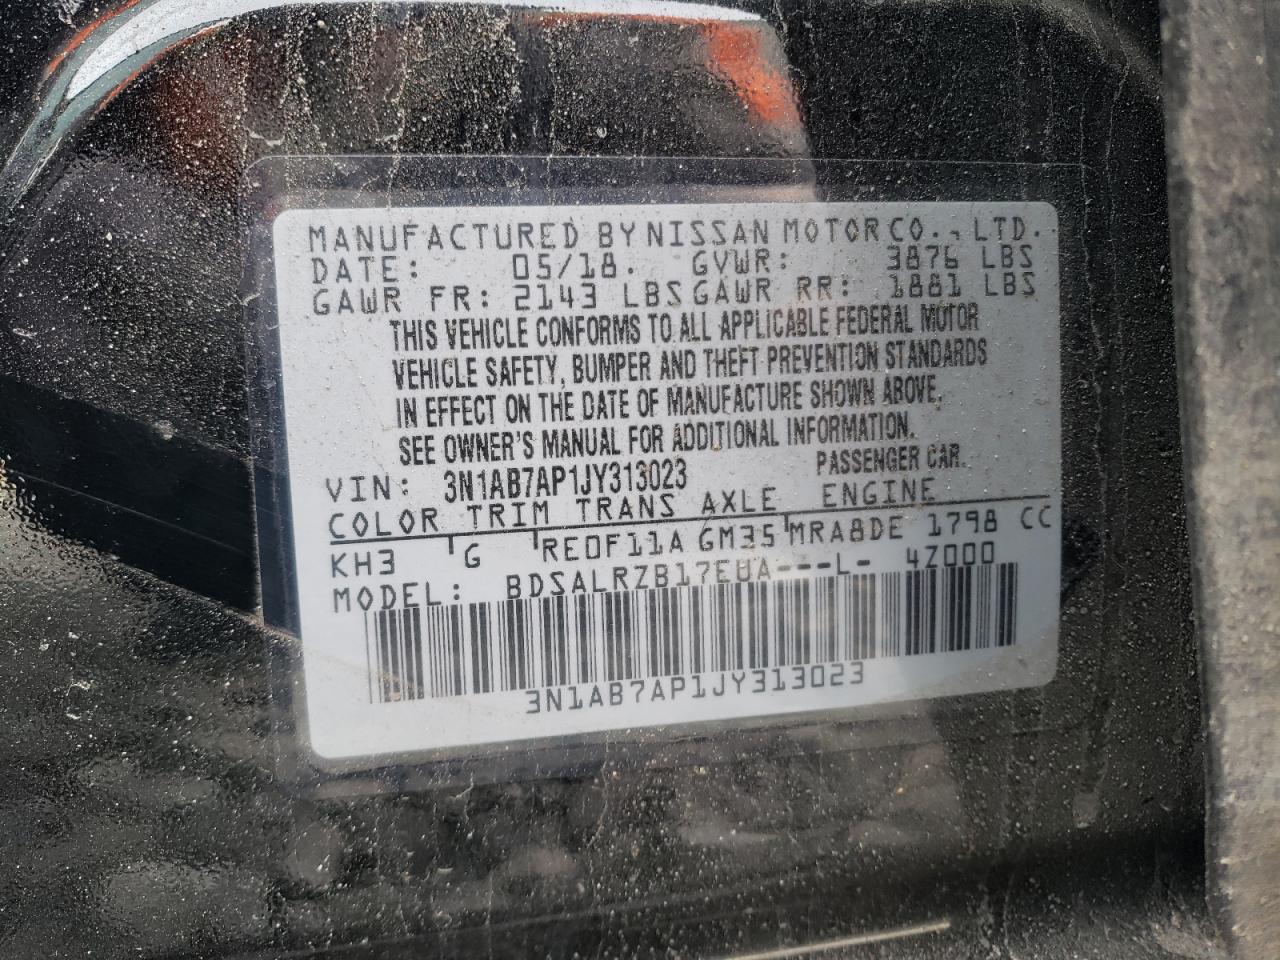 MANUFACTURED BY NISSAN MOTOR CO., LTD.
DATE: 05/18. GVWR: 3876 LBS
GAWR FR: 2143 LBS GAWR RR: 1881 LBS
THIS VEHICLE CONFORMS TO ALL APPLICABLE FEDERAL MOTOR
VEHICLE SAFETY, BUMPER AND THEFT PREVENTION STANDARDS
IN EFFECT ON THE DATE OF MANUFACTURE SHOWN ABOVE.
SEE OWNER'S MANUAL FOR ADDITIONAL INFORMATION.
VIN: 3N1AB7AP1JY313023 PASSENGER CAR.
COLOR TRIM TRANS AXLE ENGINE
KH3 G RE0F11A GM35 MRA8DE 1798 CC
MODEL: BDSALRZB17EUA---L- 4Z000
3N1AB7AP1JY313023